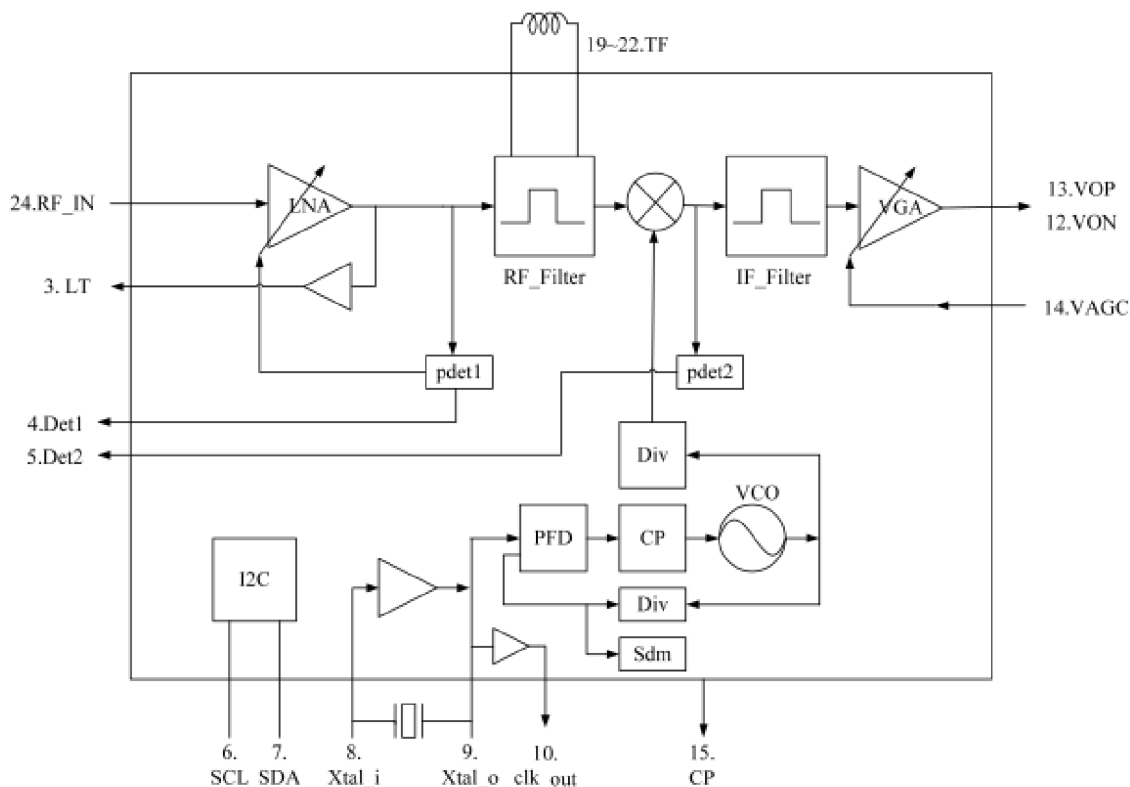 19~22.TF
24.RF_IN
LNA
VGA
13.VOP
12.VON
3. LT
RF_Filter
IF_Filter
14.VAGC
pdet1
pdet2
4.Det1
5.Det2
Div
VCO
PFD
CP
I2C
Div
Sdm
6.
SCL
7.
SDA
8.
Xtal_i
9.
Xtal_o
10.
clk_out
15.
CP